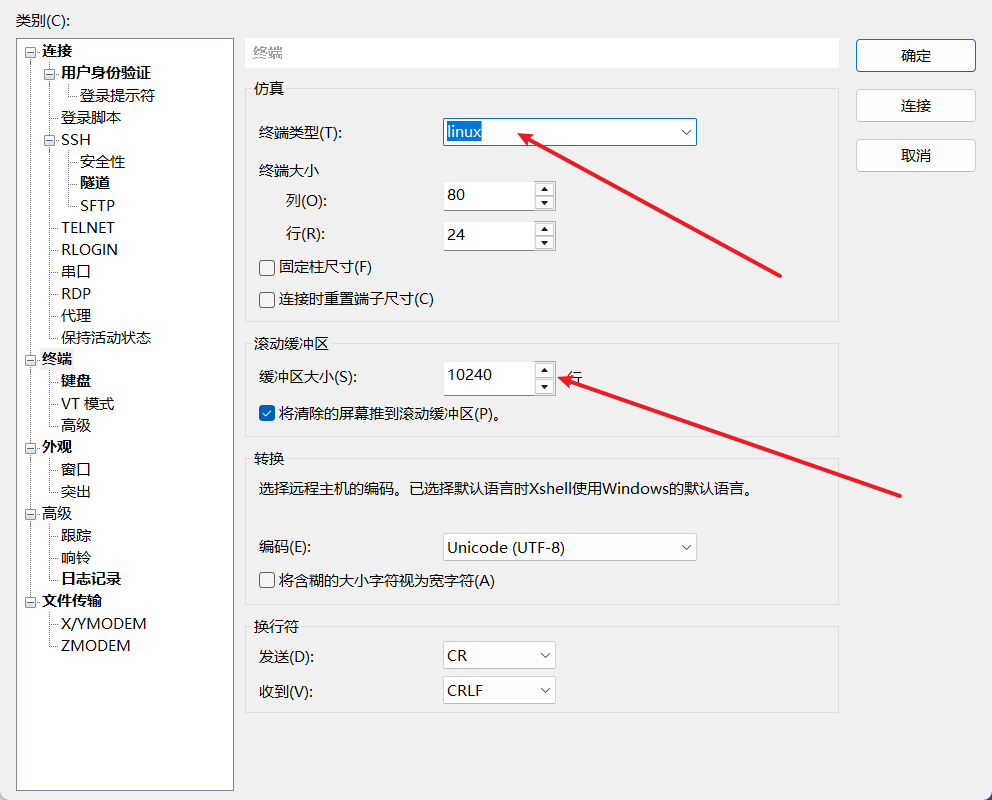 类别(C):
连接
用户身份验证
登录提示符
登录脚本
SSH
安全性
隧道
SFTP
TELNET
RLOGIN
串口
RDP
代理
保持活动状态
终端
键盘
VT 模式
高级
外观
窗口
突出
高级
跟踪
响铃
日志记录
文件传输
X/YMODEM
ZMODEM
终端
仿真
终端类型(T): linux
终端大小
列(O): 80
行(R): 24
固定柱尺寸(F)
连接时重置端子尺寸(C)
滚动缓冲区
缓冲区大小(S): 10240 行
将清除的屏幕推到滚动缓冲区(P)。
转换
选择远程主机的编码。已选择默认语言时Xshell使用Windows的默认语言。
编码(E): Unicode (UTF-8)
将含糊的大小字符视为宽字符(A)
换行符
发送(D): CR
收到(V): CRLF
确定
连接
取消